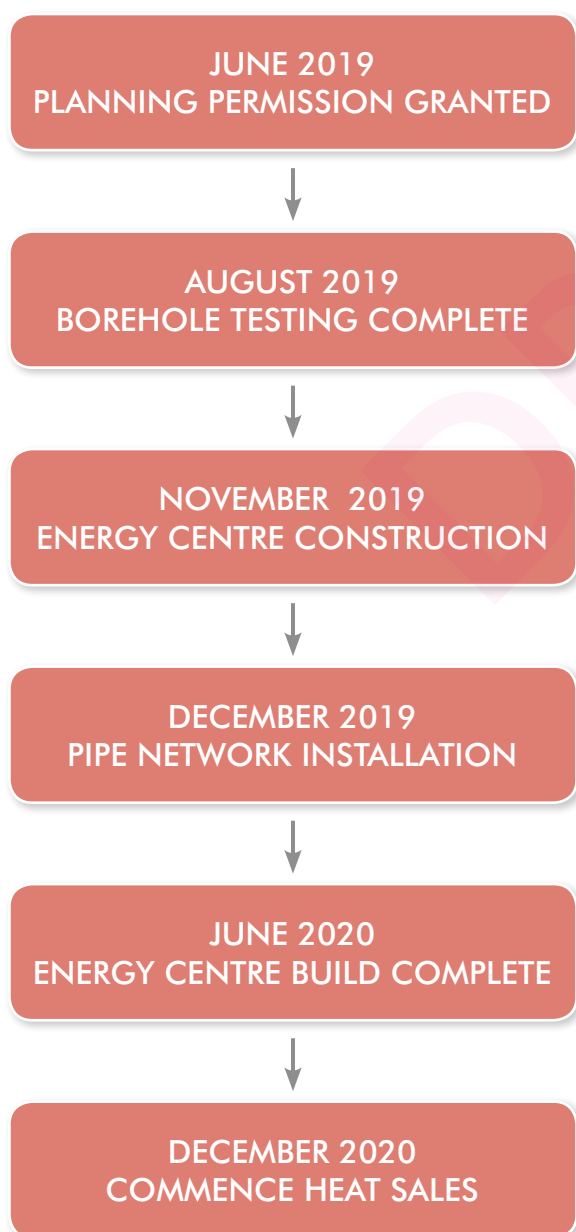 JUNE 2019
PLANNING PERMISSION GRANTED
AUGUST 2019
BOREHOLE TESTING COMPLETE
NOVEMBER 2019
ENERGY CENTRE CONSTRUCTION
DECEMBER 2019
PIPE NETWORK INSTALLATION
JUNE 2020
ENERGY CENTRE BUILD COMPLETE
DECEMBER 2020
COMMENCE HEAT SALES